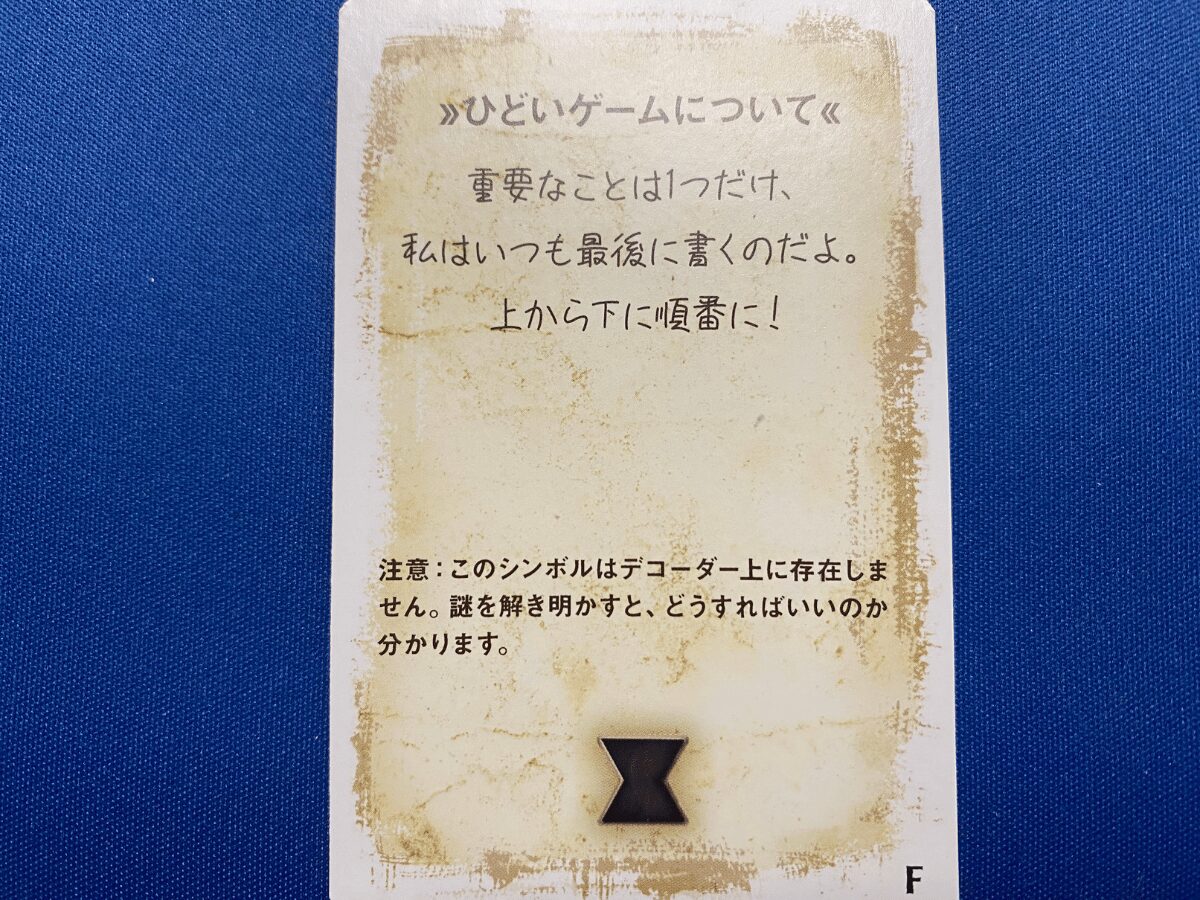 »ひどいゲームについて«
重要なことは1つだけ、
私はいつも最後に書くのだよ。
上から下に順番に!
注意:このシンボルはデコーダー上に存在しま
せん。謎を解き明かすと、どうすればいいのか
分かります。
F